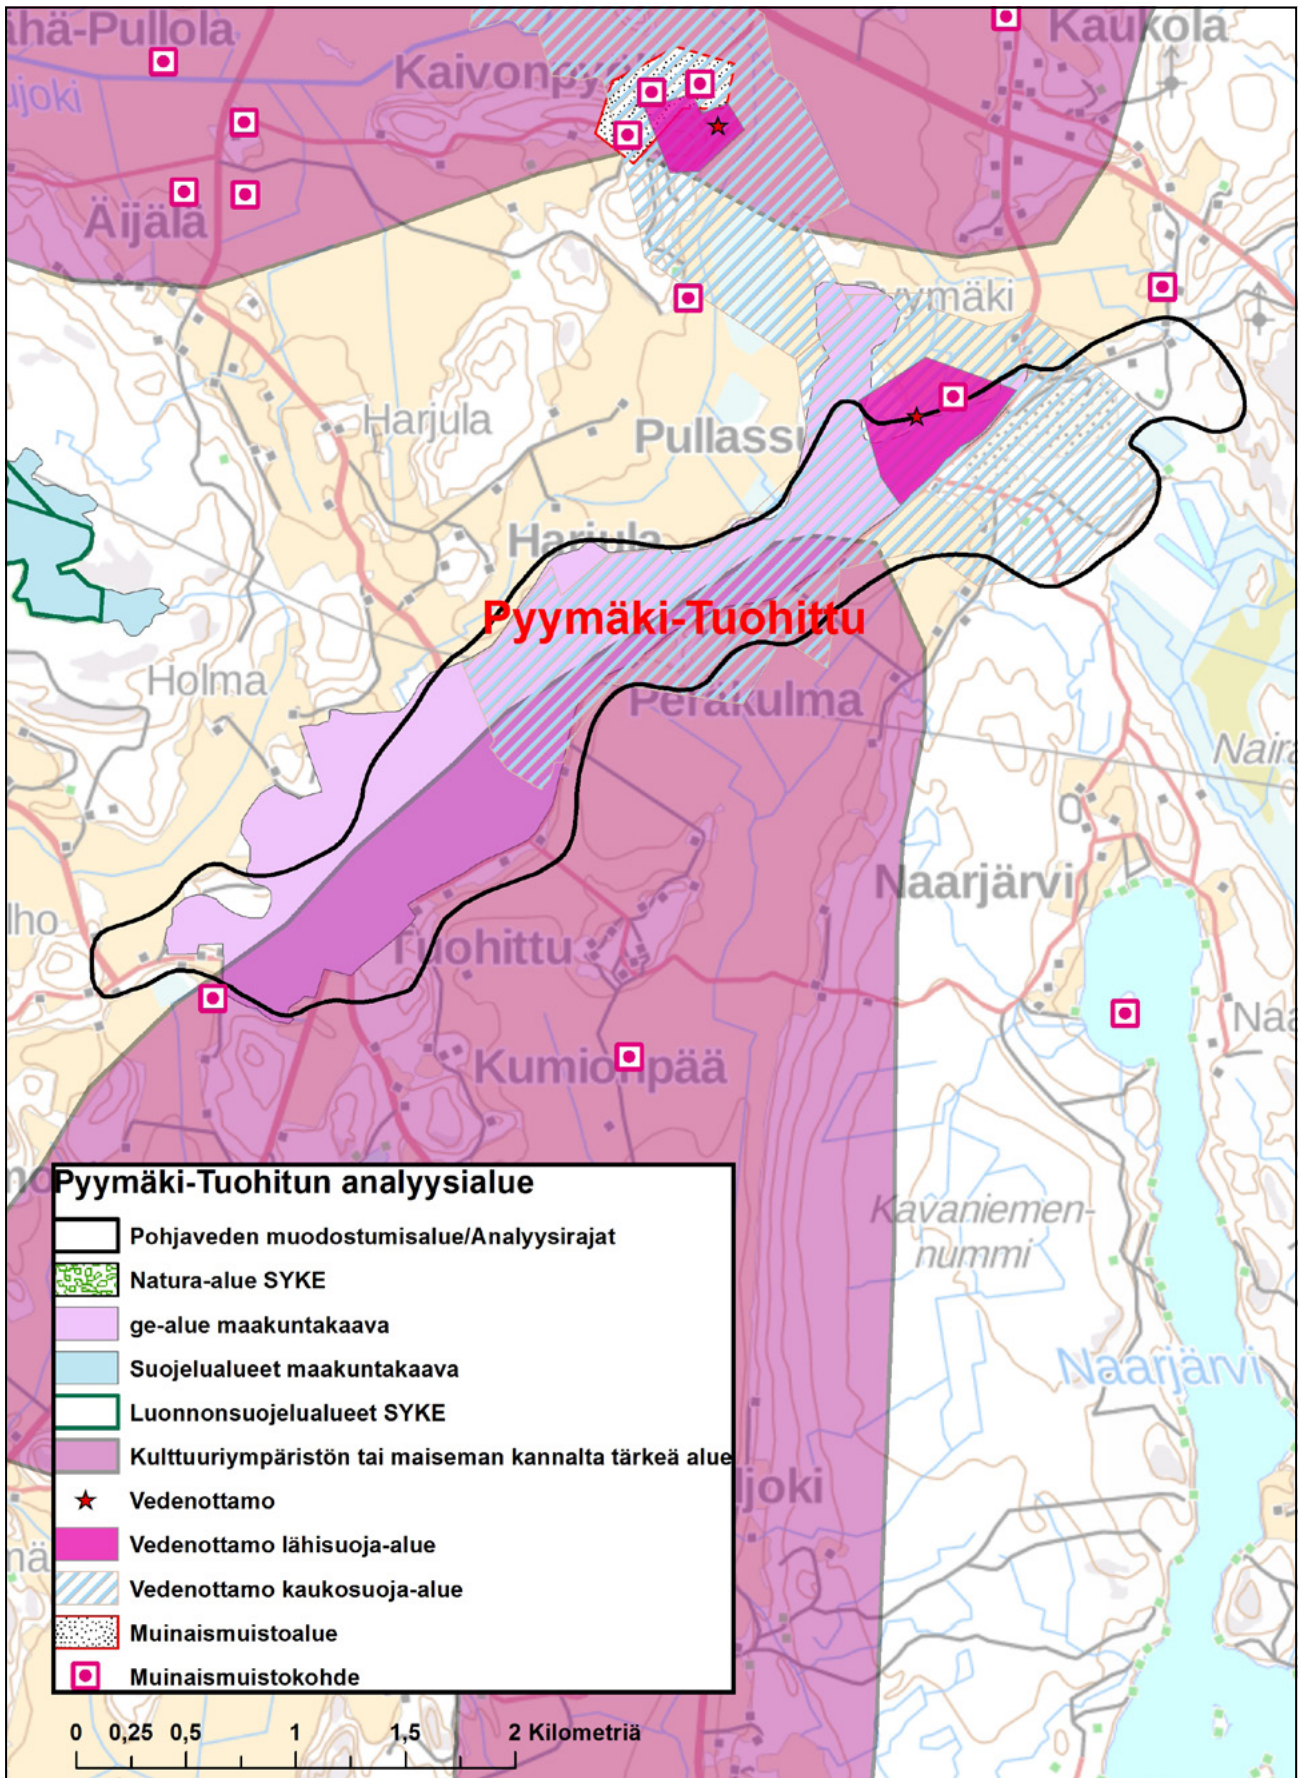 Kaukola
Kaivonpy
Äijälä
Pyymäki
Harjula
Pullassu
Harjula
Pyymäki-Tuohittu
Holma
Peräkulma
Naarjärvi
Tuohittu
Kumionpää
Kavaniemen-
nummi
Naarjärvi
Pyymäki-Tuohitun analyysialue
Pohjaveden muodostumisalue/Analyysirajat
Natura-alue SYKE
ge-alue maakuntakaava
Suojelualueet maakuntakaava
Luonnonsuojelualueet SYKE
Kulttuuriympäristön tai maiseman kannalta tärkeä alue
Vedenottamo
Vedenottamo lähisuoja-alue
Vedenottamo kaukosuoja-alue
Muinaismuistoalue
Muinaismuistokohde
0 0,25 0,5 1 1,5 2 Kilometriä